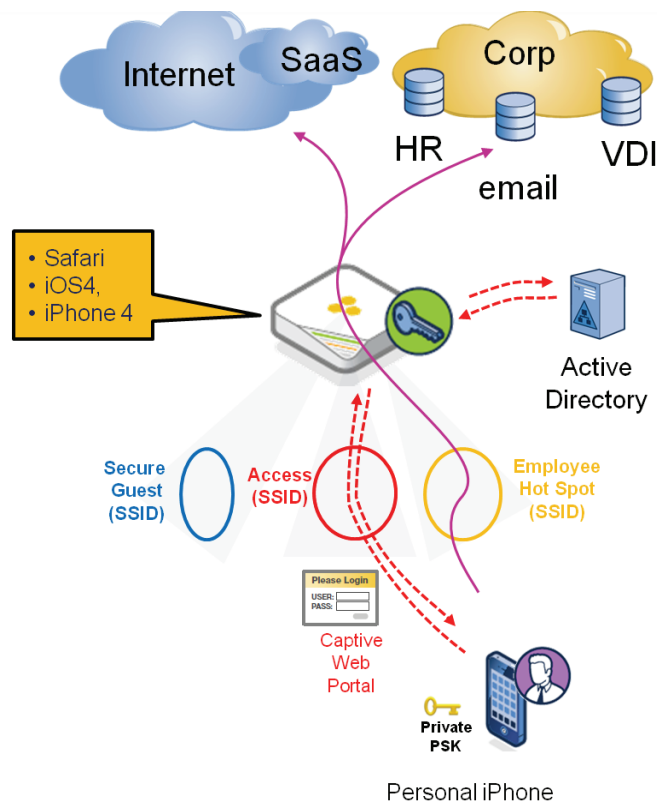 Internet
SaaS
Corp
HR
email
VDI
• Safari
• iOS4,
• iPhone 4
Active
Directory
Secure
Guest
(SSID)
Access
(SSID)
Employee
Hot Spot
(SSID)
Please Login
USER:
PASS:
Captive
Web
Portal
Private
PSK
Personal iPhone